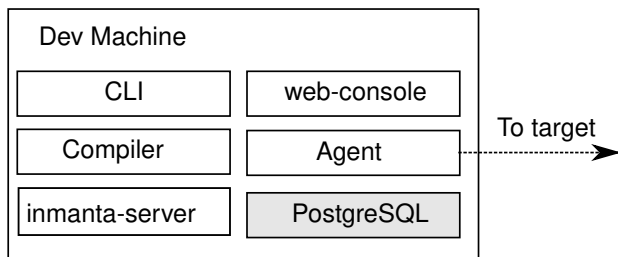 Dev Machine
CLI
web-console
Compiler
Agent
To target
inmanta-server
PostgreSQL